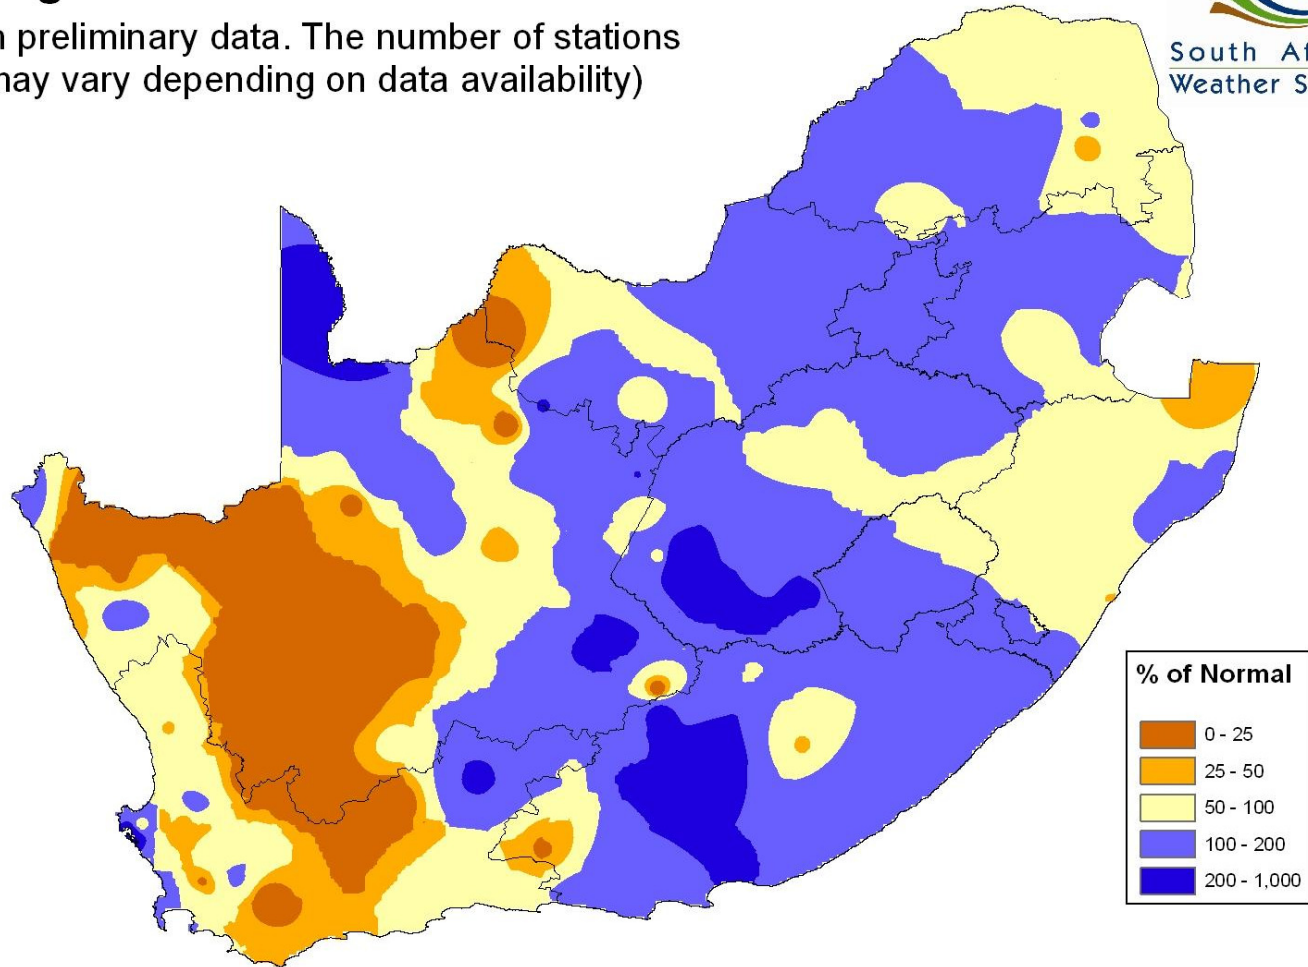 preliminary data. The number of stations
may vary depending on data availability)
South
Weather
% of Normal
0 - 25
25 - 50
50 - 100
100 - 200
200 - 1,000